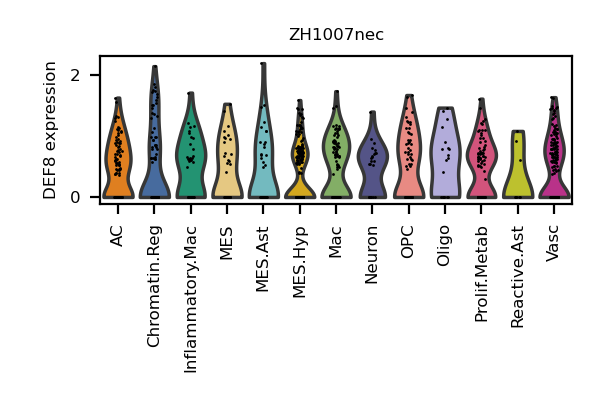 ZH1007nec
DEF8 expression
2
0
AC
Chromatin.Reg
Inflammatory.Mac
MES
MES.Ast
MES.Hyp
Mac
Neuron
OPC
Oligo
Prolif.Metab
Reactive.Ast
Vasc